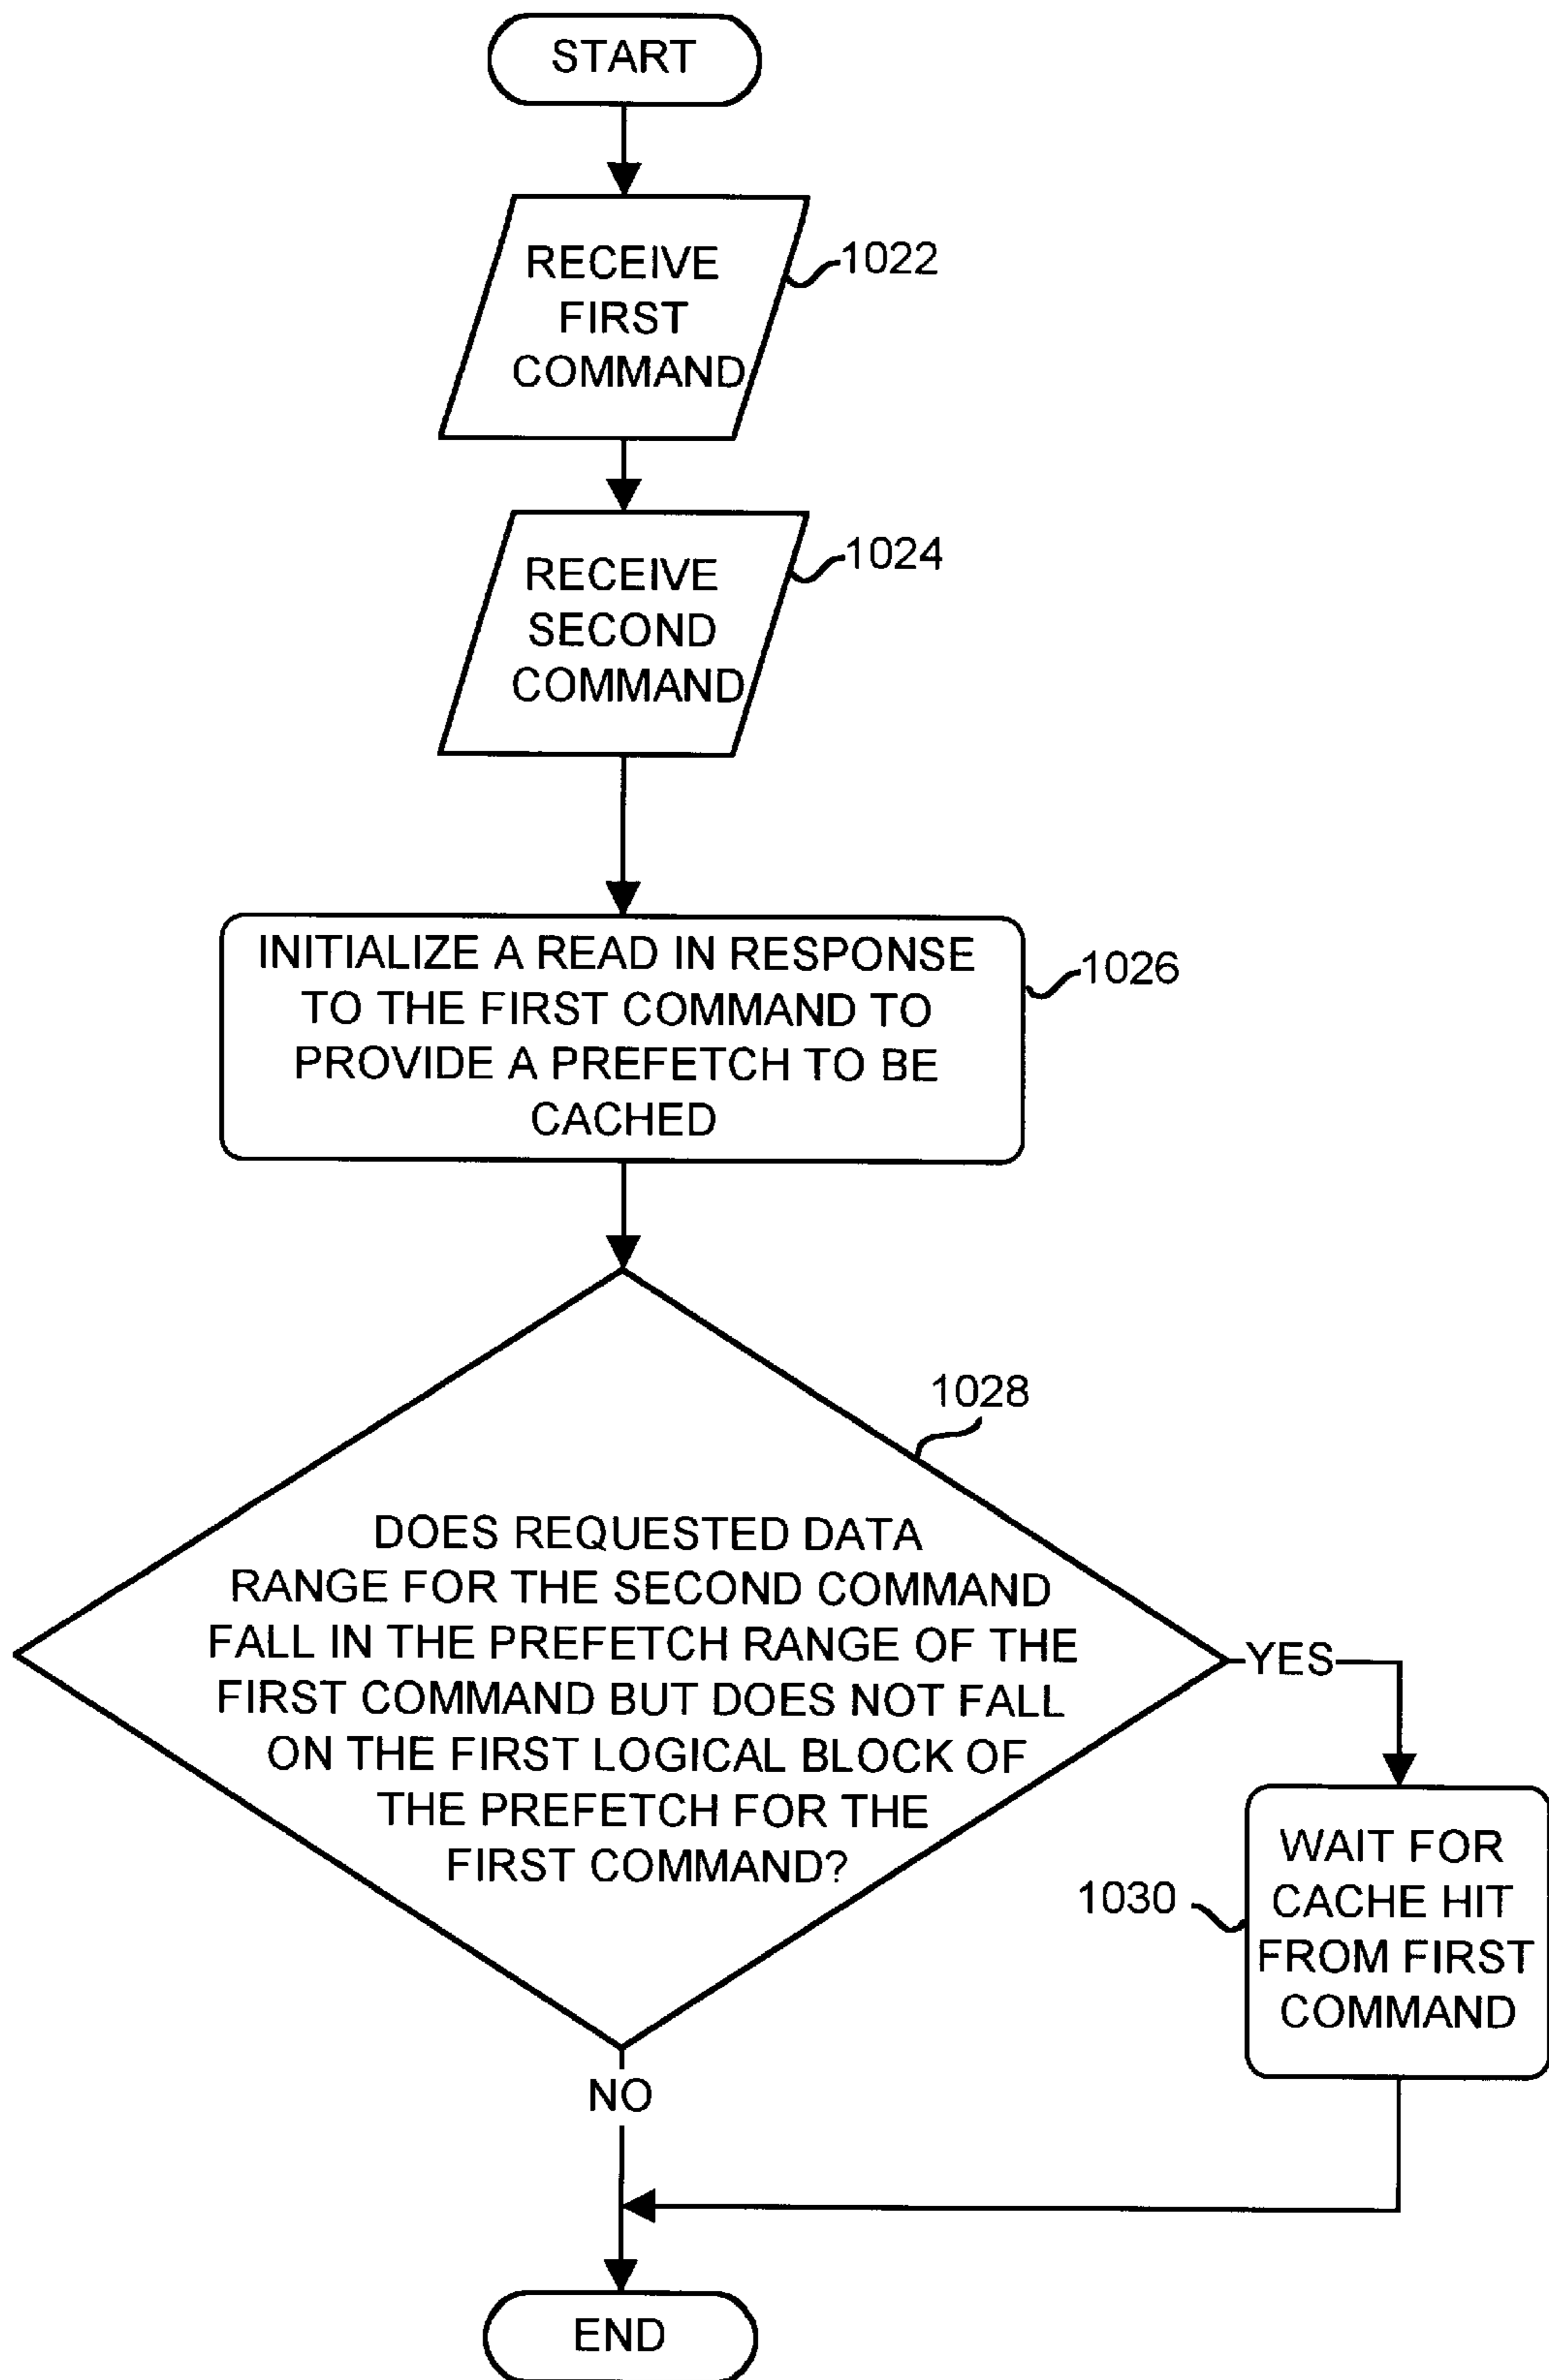 START
RECEIVE
FIRST
COMMAND
1022
RECEIVE
SECOND
COMMAND
1024
INITIALIZE A READ IN RESPONSE
TO THE FIRST COMMAND TO
PROVIDE A PREFETCH TO BE
CACHED
1026
1028
DOES REQUESTED DATA
RANGE FOR THE SECOND COMMAND
FALL IN THE PREFETCH RANGE OF THE
FIRST COMMAND BUT DOES NOT FALL
ON THE FIRST LOGICAL BLOCK OF
THE PREFETCH FOR THE
FIRST COMMAND?
YES
WAIT FOR
CACHE HIT
FROM FIRST
COMMAND
1030
NO
END